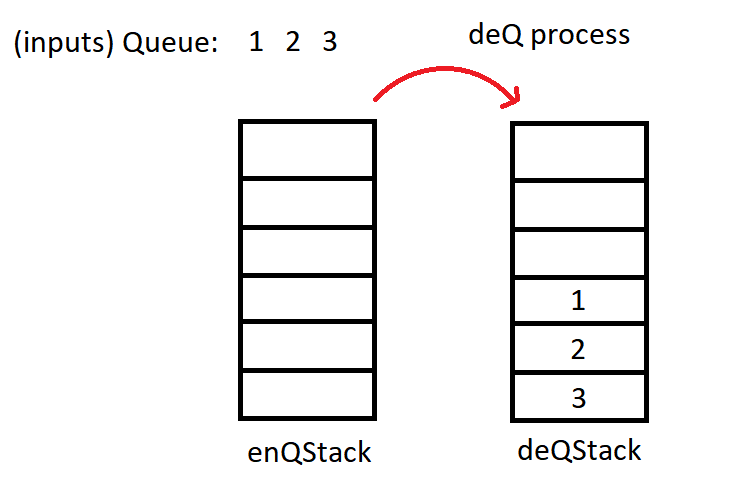 (inputs) Queue: 1 2 3
deQ process
1
2
3
enQStack
deQStack